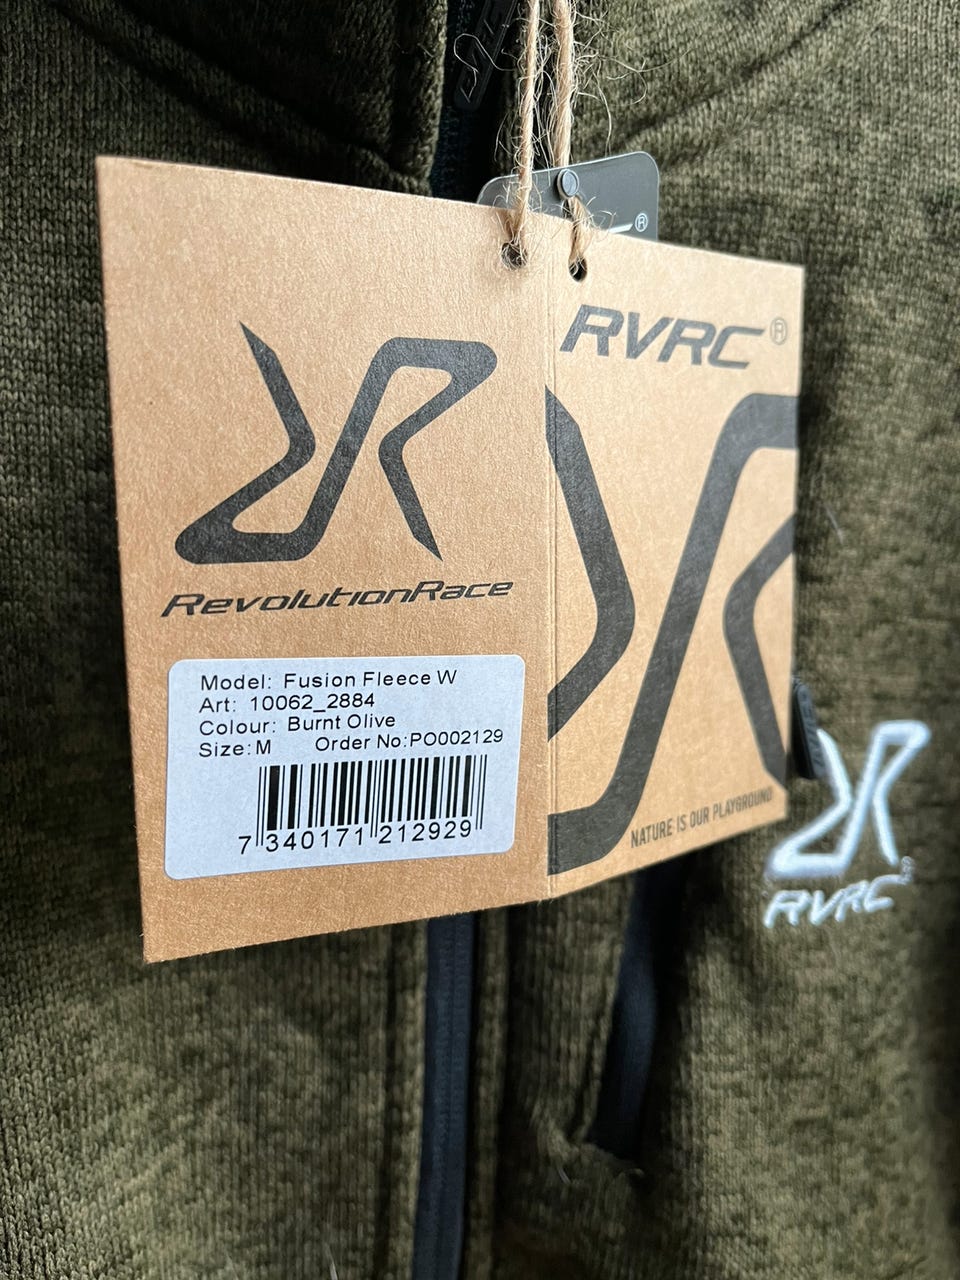 RevolutionRace
Model: Fusion Fleece W
Art: 10062_2884
Colour: Burnt Olive
Size: M Order No:PO002129
7 340171 212929
RVRC®
NATURE IS OUR PLAYGROUND
®
RVRC